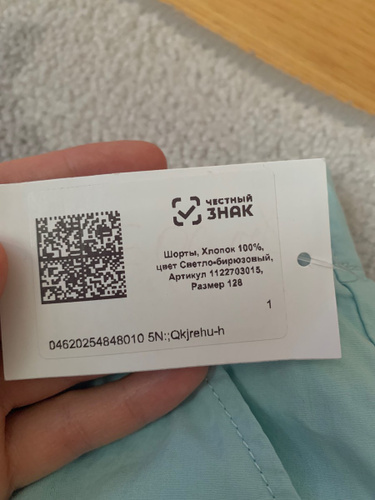 ЧЕСТНЫЙ
ЗНАК
Шорты, Хлопок 100%,
цвет Светло-бирюзовый,
Артикул 1122703015,
Размер 128
1
04620254848010 5N:;Qkjrehu-h